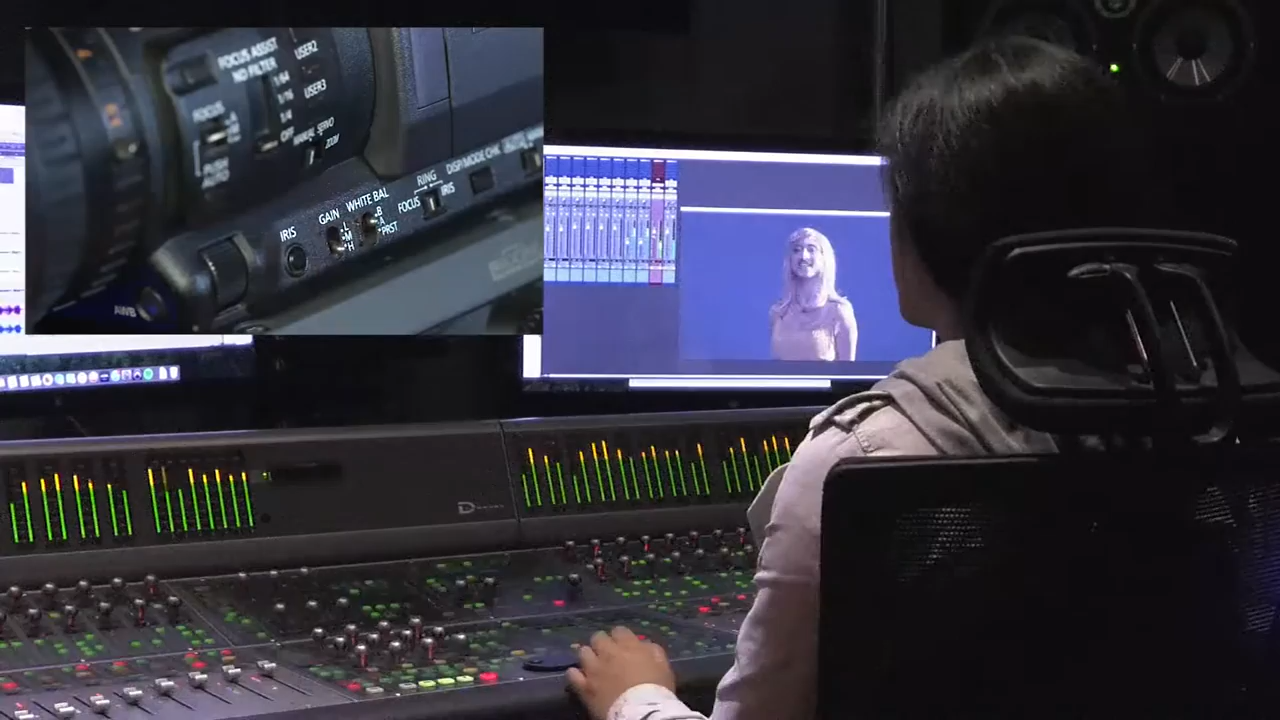 FOCUS ASSIST
USER2
ND FILTER
1/64
1/16
1/4
OFF
USER3
FOCUS
PUSH
AUTO
MANUAL SERVO
ZOOM
RING
FOCUS IRIS
DISP/MODE CHK
IRIS
GAIN
L
M
H
WHITE BAL
B
A
PRST
AWB